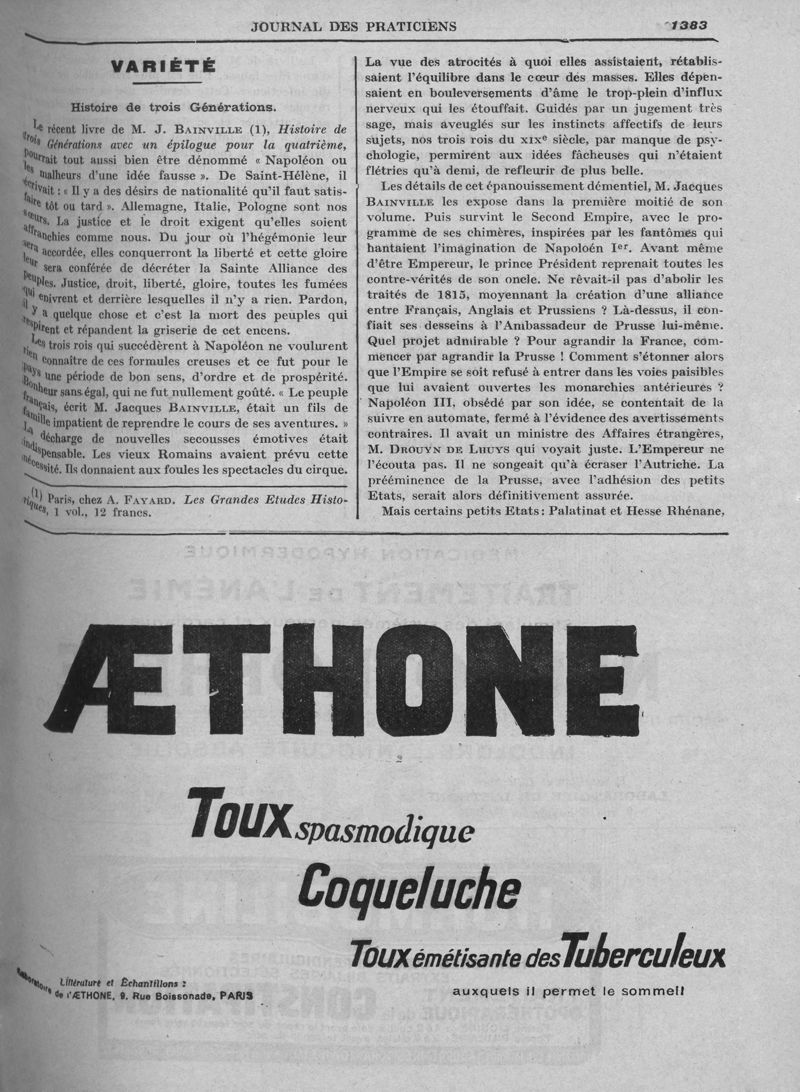 JOURNAL DES PRATICIENS
1383
VARIÉTÉ
Histoire de trois Générations.
Le récent livre de M. J. BAINVILLE (1), Histoire de
trois Générations avec un épilogue pour la quatrième,
pourrait tout aussi bien être dénommé « Napoléon ou
les malheurs d'une idée fausse ». De Saint-Hélène, il
écrivait : « Il y a des désirs de nationalité qu'il faut satis-
faire tôt ou tard ». Allemagne, Italie, Pologne sont nos
sœurs. La justice et le droit exigent qu'elles soient
affranchies comme nous. Du jour où l'hégémonie leur
sera accordée, elles conquerront la liberté et cette gloire
leur sera conférée de décréter la Sainte Alliance des
peuples. Justice, droit, liberté, gloire, toutes les fumées
qui enivrent et derrière lesquelles il n'y a rien. Pardon,
il y a quelque chose et c'est la mort des peuples qui
respirent et répandent la griserie de cet encens.
Les trois rois qui succédèrent à Napoléon ne voulurent
rien connaître de ces formules creuses et ce fut pour le
pays une période de bon sens, d'ordre et de prospérité.
Bonheur sans égal, qui ne fut nullement goûté. « Le peuple
français, écrit M. Jacques BAINVILLE, était un fils de
famille impatient de reprendre le cours de ses aventures. »
La décharge de nouvelles secousses émotives était
indispensable. Les vieux Romains avaient prévu cette
nécessité. Ils donnaient aux foules les spectacles du cirque.
(1) Paris, chez A. FAYARD, Les Grandes Etudes Histo-
riques, 1 vol., 12 francs.
La vue des atrocités à quoi elles assistaient, rétablis-
saient l'équilibre dans le cœur des masses. Elles dépen-
saient en bouleversements d'âme le trop-plein d'influx
nerveux qui les étouffait. Guidés par un jugement très
sage, mais aveuglés sur les instincts affectifs de leurs
sujets, nos trois rois du XIXe siècle, par manque de psy-
chologie, permirent aux idées fâcheuses qui n'étaient
flétries qu'à demi, de refleurir de plus belle.
Les détails de cet épanouissement démentiel, M. Jacques
BAINVILLE les expose dans la première moitié de son
volume. Puis survint le Second Empire, avec le pro-
gramme de ses chimères, inspirées par les fantômes qui
hantaient l'imagination de Napoloén Ier. Avant même
d'être Empereur, le prince Président reprenait toutes les
contre-vérités de son oncle. Ne rêvait-il pas d'abolir les
traités de 1815, moyennant la création d'une alliance
entre Français, Anglais et Prussiens ? Là-dessus, il con-
fiait ses desseins à l'Ambassadeur de Prusse lui-même.
Quel projet admirable ? Pour agrandir la France, com-
mencer par agrandir la Prusse ! Comment s'étonner alors
que l'Empire se soit refusé à entrer dans les voies paisibles
que lui avaient ouvertes les monarchies antérieures ?
Napoléon III, obsédé par son idée, se contentait de la
suivre en automate, fermé à l'évidence des avertissements
contraires. Il avait un ministre des Affaires étrangères,
M. DROUYN DE LHUYS qui voyait juste. L'Empereur ne
l'écouta pas. Il ne songeait qu'à écraser l'Autriche. La
prééminence de la Prusse, avec l'adhésion des petits
Etats, serait alors définitivement assurée.
Mais certains petits Etats : Palatinat et Hesse Rhénane,
ÆTHONE
Toux spasmodique
Coqueluche
Toux émétisante des Tuberculeux
auxquels il permet le sommeil
Littérature et Échantillons :
Laboratoires de l'ÆTHONE, 9, Rue Boissonade, PARIS